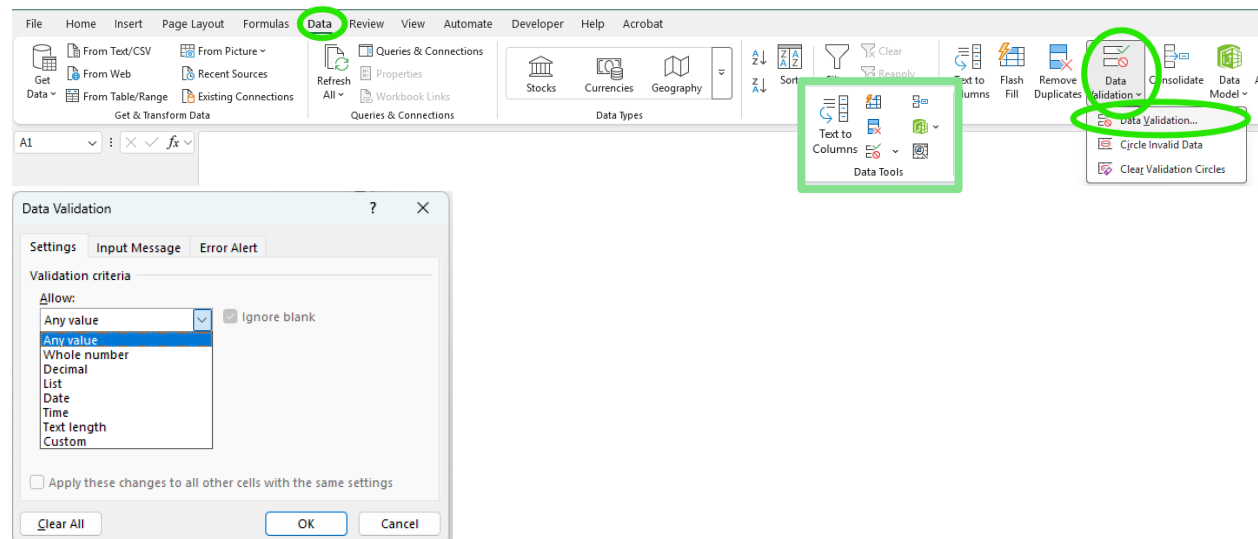 File Home Insert Page Layout Formulas Data Review View Automate Developer Help Acrobat
Get Data
From Text/CSV
From Web
From Table/Range
From Picture
Recent Sources
Existing Connections
Get & Transform Data
Refresh All
Queries & Connections
Properties
Workbook Links
Queries & Connections
Stocks Currencies Geography
Data Types
Sort
Clear
Reapply
Text to
Flash Fill
Remove Duplicates
Data Validation
Consolidate
Data Model
Text to Columns
Data Tools
Data Validation...
Circle Invalid Data
Clear Validation Circles
A1
fx
Data Validation ?
Settings Input Message Error Alert
Validation criteria
Allow:
Any value
Ignore blank
Any value
Whole number
Decimal
List
Date
Time
Text length
Custom
Apply these changes to all other cells with the same settings
Clear All OK Cancel